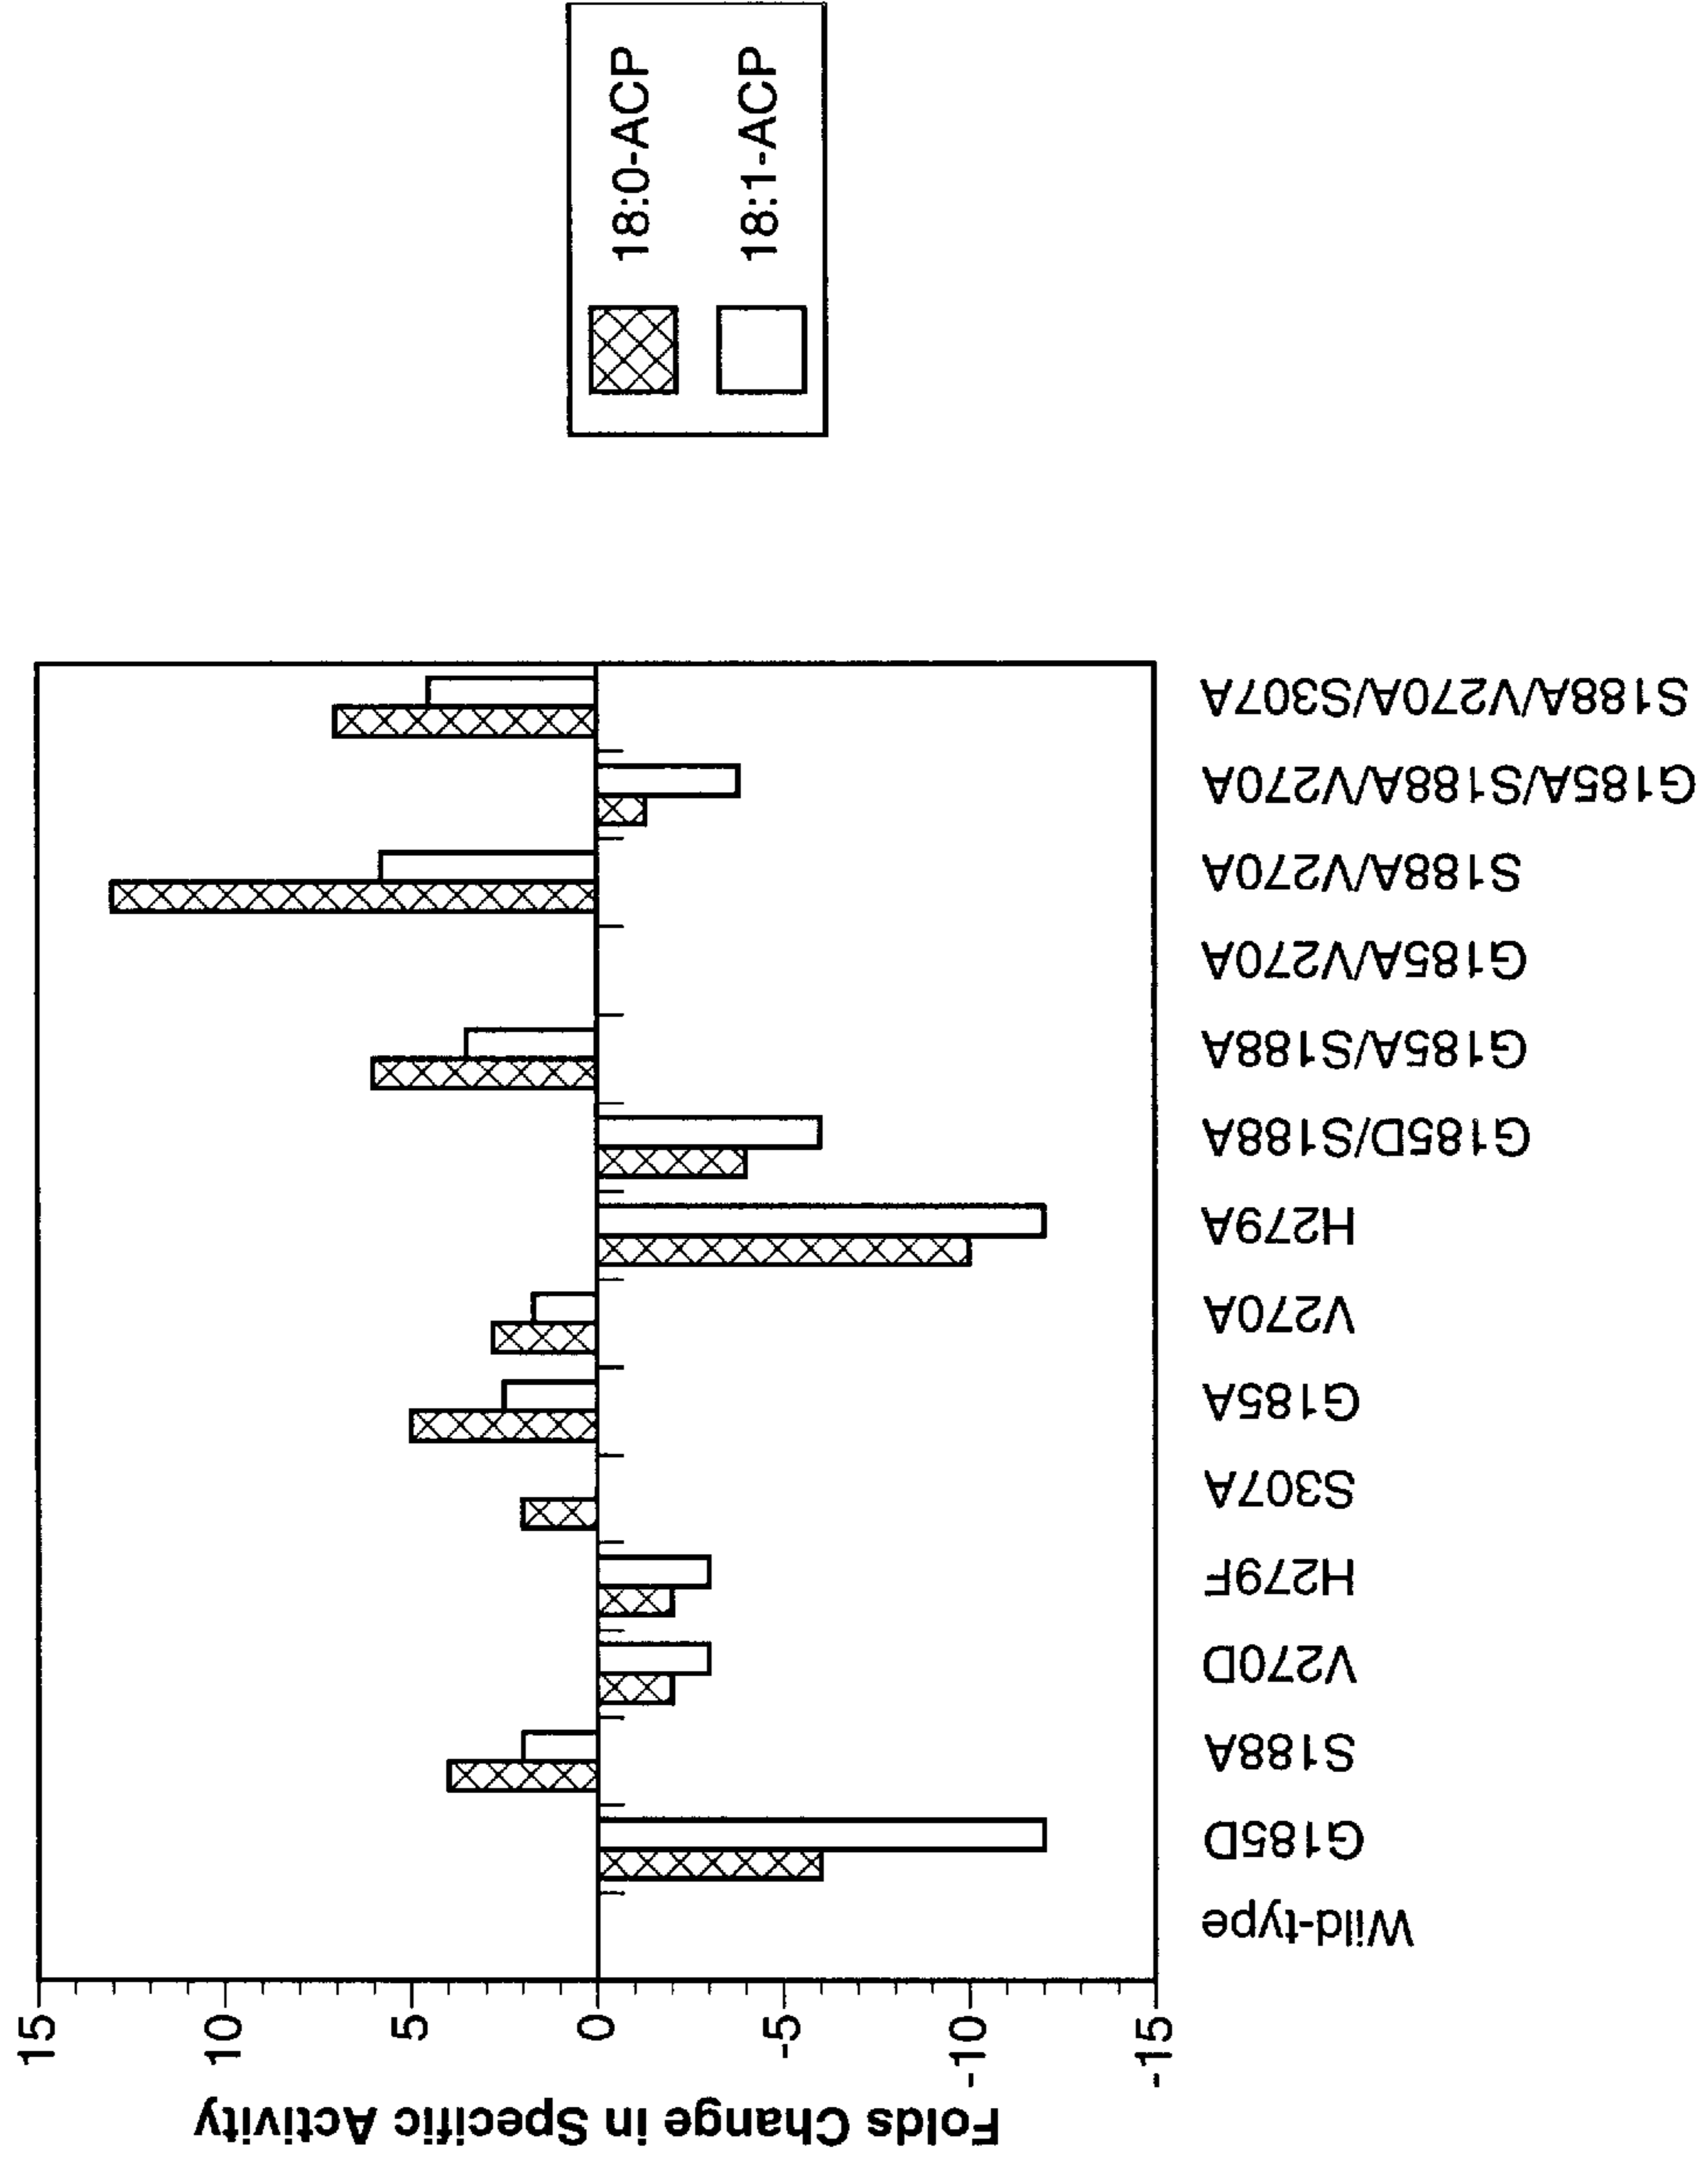 Folds Change in Specific Activity
15
10
5
0
-5
-10
-15
Wild-type
G185D
S188A
V270D
H279F
S307A
G185A
V270A
H279A
G185D/S188A
G185A/S188A
G185A/V270A
S188A/V270A
G185A/S188A/V270A
S188A/V270A/S307A
18:0-ACP
18:1-ACP